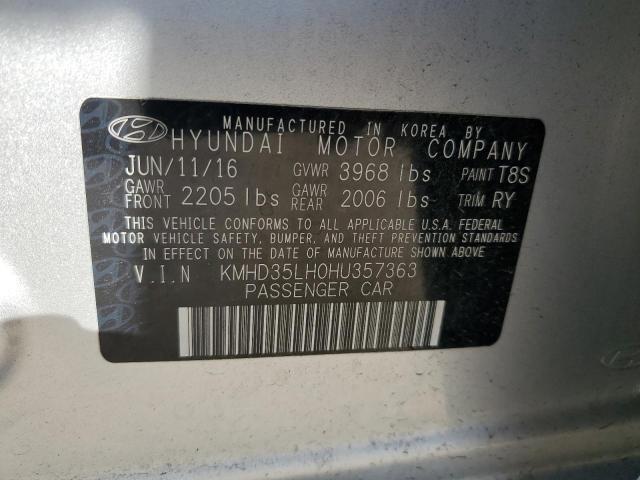 MANUFACTURED IN KOREA BY
HYUNDAI MOTOR COMPANY
JUN/11/16 GVWR 3968 lbs PAINT T8S
GAWR FRONT 2205 lbs GAWR REAR 2006 lbs TRIM RY
THIS VEHICLE CONFORMS TO ALL APPLICABLE U.S.A. FEDERAL
MOTOR VEHICLE SAFETY, BUMPER, AND THEFT PREVENTION STANDARDS
IN EFFECT ON THE DATE OF MANUFACTURE SHOWN ABOVE
V.I.N KMHD35LH0HU357363
PASSENGER CAR